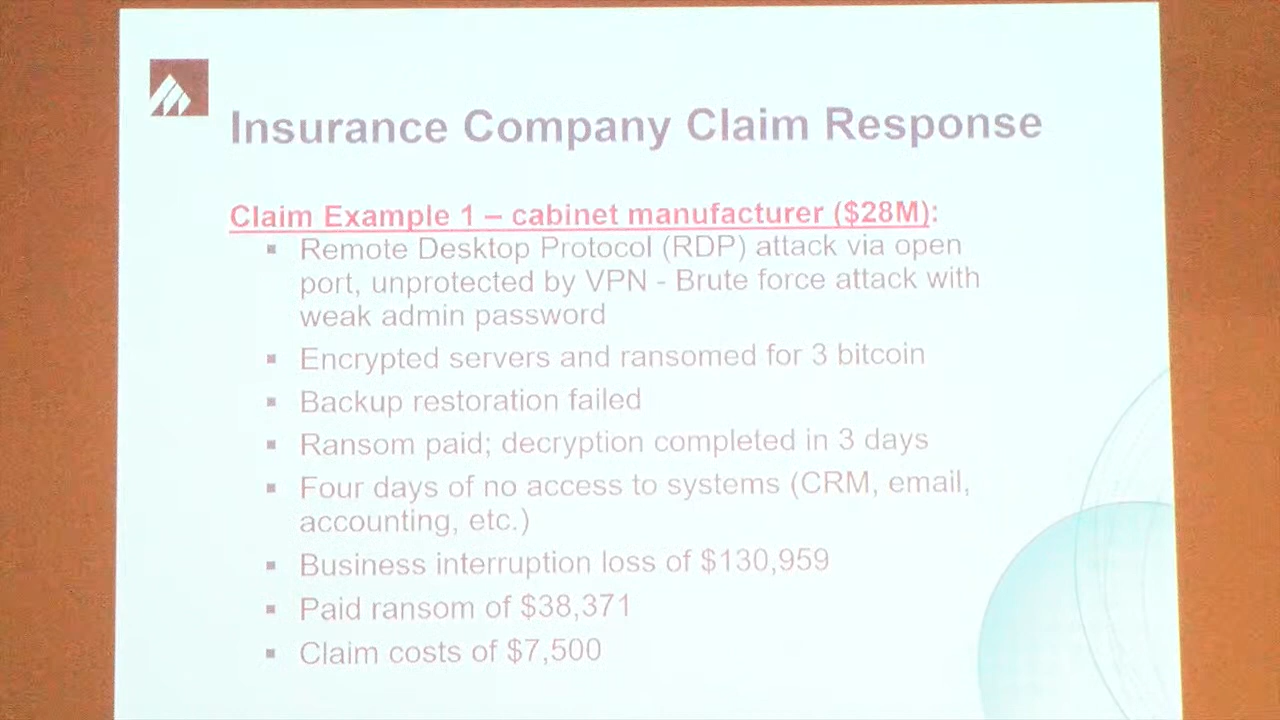 Insurance Company Claim Response
Claim Example 1 – cabinet manufacturer ($28M):
▪ Remote Desktop Protocol (RDP) attack via open
port, unprotected by VPN - Brute force attack with
weak admin password
▪ Encrypted servers and ransomed for 3 bitcoin
▪ Backup restoration failed
▪ Ransom paid; decryption completed in 3 days
▪ Four days of no access to systems (CRM, email,
accounting, etc.)
▪ Business interruption loss of $130,959
▪ Paid ransom of $38,371
▪ Claim costs of $7,500